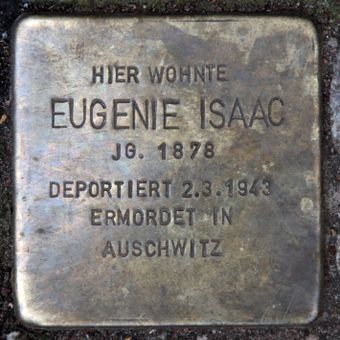 HIER WOHNTE
EUGENIE ISAAC
JG. 1878
DEPORTIERT 2.3.1943
ERMORDET IN
AUSCHWITZ